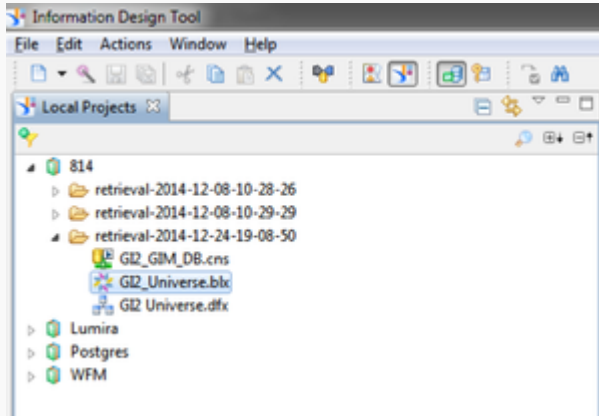 Information Design Tool
File Edit Actions Window Help
Local Projects
814
retrieval-2014-12-08-10-28-26
retrieval-2014-12-08-10-29-29
retrieval-2014-12-24-19-08-50
GI2_GIM_DB.cns
GI2_Universe.blx
GI2 Universe.dfx
Lumira
Postgres
WFM